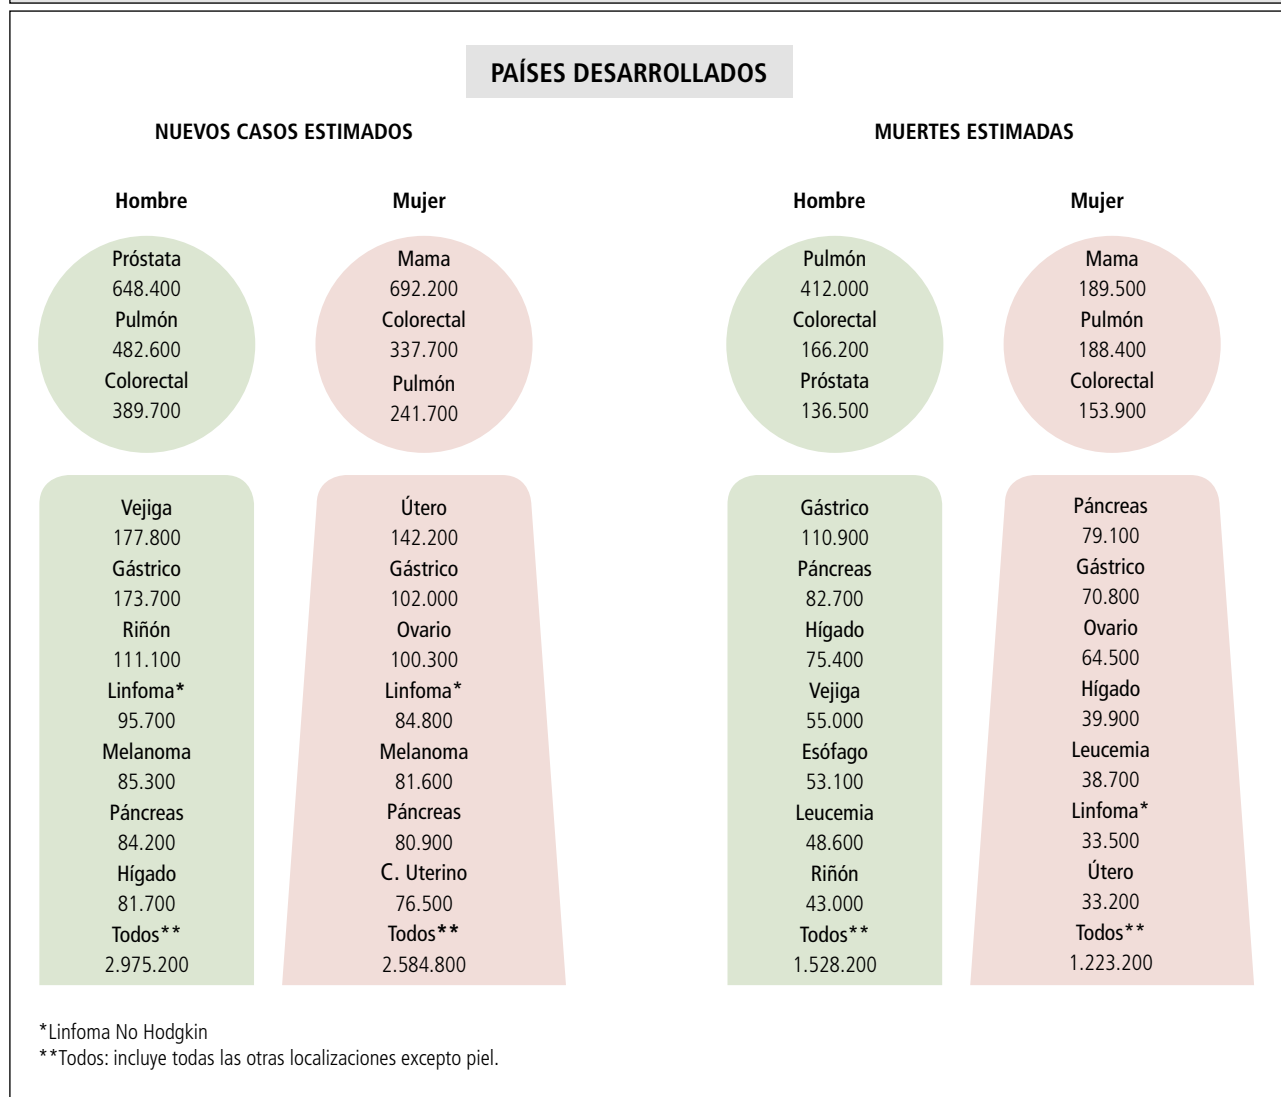 PAÍSES DESARROLLADOS
NUEVOS CASOS ESTIMADOS
Hombre
Próstata
648.400
Pulmón
482.600
Colorectal
389.700
Vejiga
177.800
Gástrico
173.700
Riñón
111.100
Linfoma*
95.700
Melanoma
85.300
Páncreas
84.200
Hígado
81.700
Todos**
2.975.200
Mujer
Mama
692.200
Colorectal
337.700
Pulmón
241.700
Útero
142.200
Gástrico
102.000
Ovario
100.300
Linfoma*
84.800
Melanoma
81.600
Páncreas
80.900
C. Uterino
76.500
Todos**
2.584.800
MUERTES ESTIMADAS
Hombre
Pulmón
412.000
Colorectal
166.200
Próstata
136.500
Gástrico
110.900
Páncreas
82.700
Hígado
75.400
Vejiga
55.000
Esófago
53.100
Leucemia
48.600
Riñón
43.000
Todos**
1.528.200
Mujer
Mama
189.500
Pulmón
188.400
Colorectal
153.900
Páncreas
79.100
Gástrico
70.800
Ovario
64.500
Hígado
39.900
Leucemia
38.700
Linfoma*
33.500
Útero
33.200
Todos**
1.223.200
*Linfoma No Hodgkin
**Todos: incluye todas las otras localizaciones excepto piel.